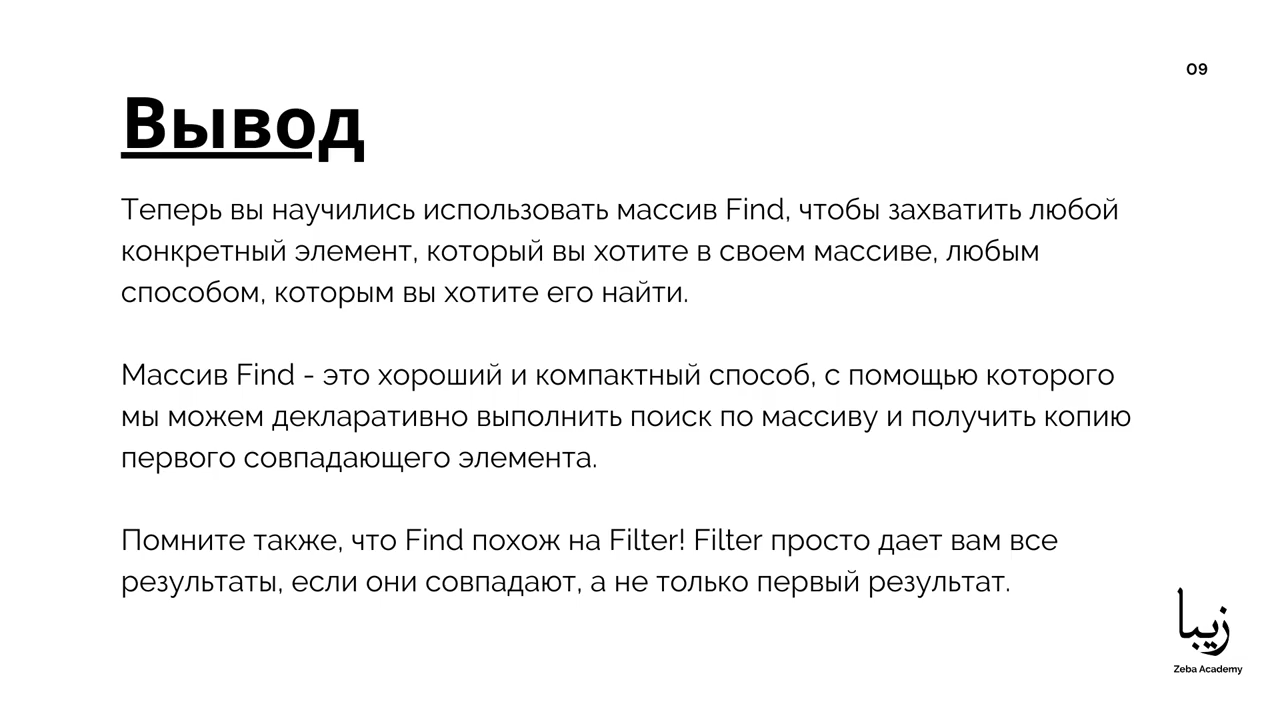 09
Вывод
Теперь вы научились использовать массив Find, чтобы захватить любой
конкретный элемент, который вы хотите в своем массиве, любым
способом, которым вы хотите его найти.
Массив Find - это хороший и компактный способ, с помощью которого
мы можем декларативно выполнить поиск по массиву и получить копию
первого совпадающего элемента.
Помните также, что Find похож на Filter! Filter просто дает вам все
результаты, если они совпадают, а не только первый результат.
زیبا
Zeba Academy